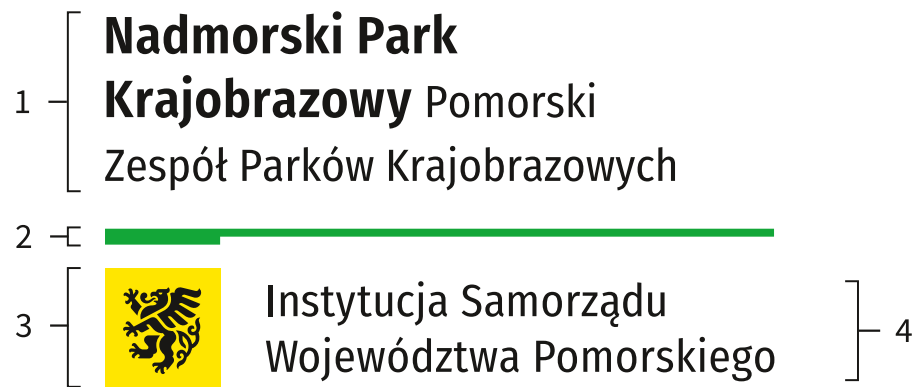 1
Nadmorski Park
Krajobrazowy Pomorski
Zespół Parków Krajobrazowych
2
3
Instytucja Samorządu
Województwa Pomorskiego
4